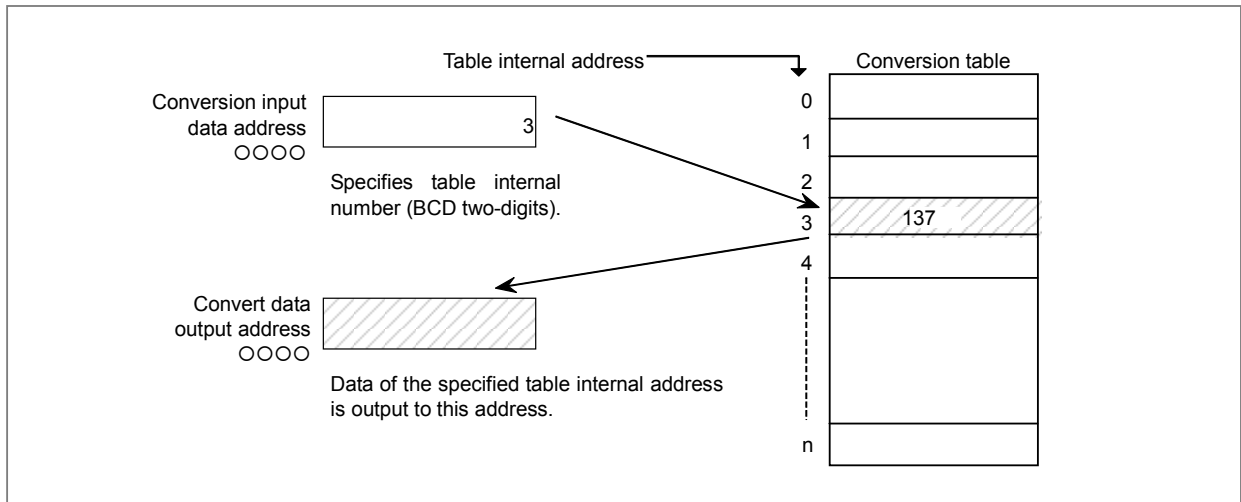 Table internal address
Conversion table
Conversion input
data address
○○○○
3
Specifies table internal
number (BCD two-digits).
0
1
2
3
137
4
n
Convert data
output address
○○○○
Data of the specified table internal address
is output to this address.